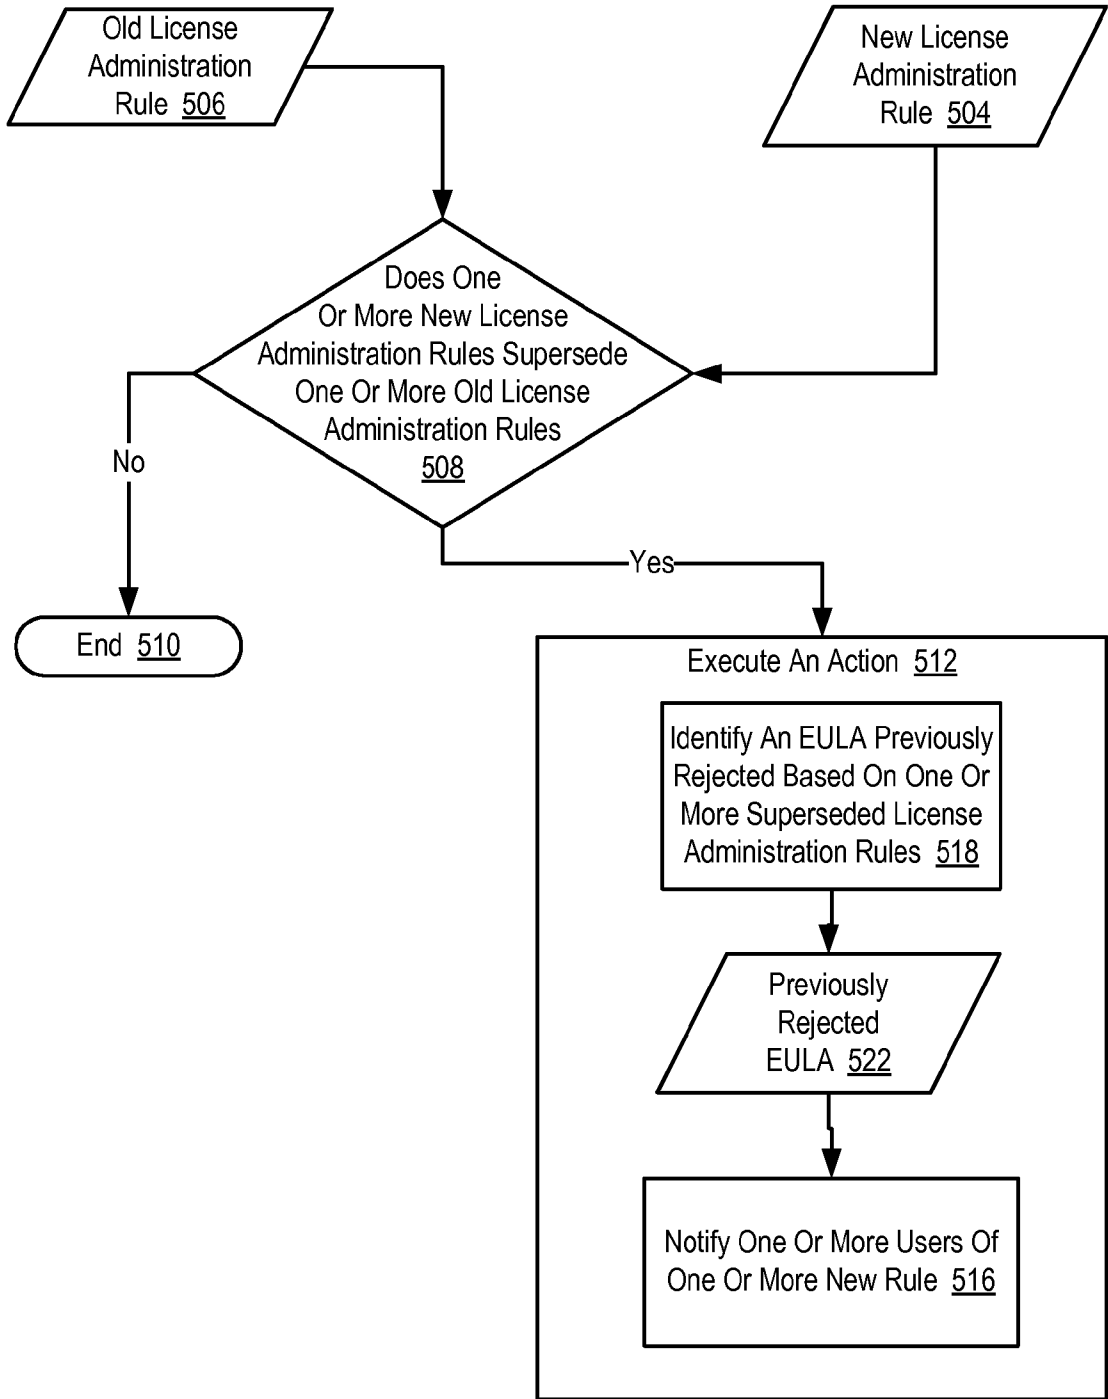 Old License
Administration
Rule 506
New License
Administration
Rule 504
Does One
Or More New License
Administration Rules Supersede
One Or More Old License
Administration Rules
508
No
Yes
End 510
Execute An Action 512
Identify An EULA Previously
Rejected Based On One Or
More Superseded License
Administration Rules 518
Previously
Rejected
EULA 522
Notify One Or More Users Of
One Or More New Rule 516